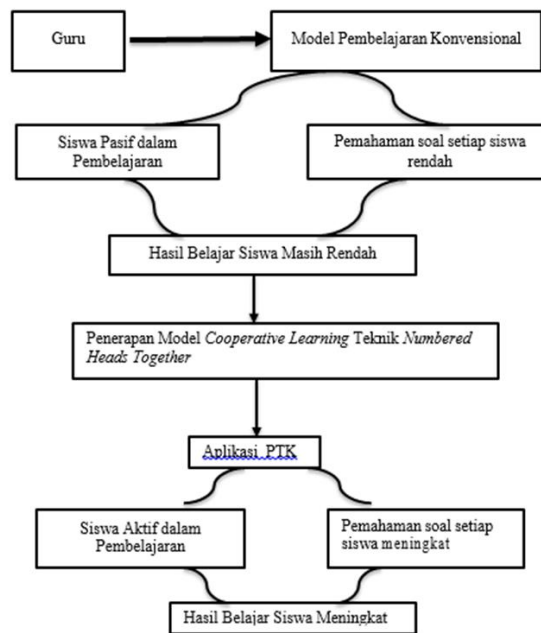 Guru
Model Pembelajaran Konvensional
Siswa Pasif dalam
Pembelajaran
Pemahaman soal setiap siswa
rendah
Hasil Belajar Siswa Masih Rendah
Penerapan Model Cooperative Learning Teknik Numbered
Heads Together
Aplikasi PTK
Siswa Aktif dalam
Pembelajaran
Pemahaman soal setiap
siswa meningkat
Hasil Belajar Siswa Meningkat